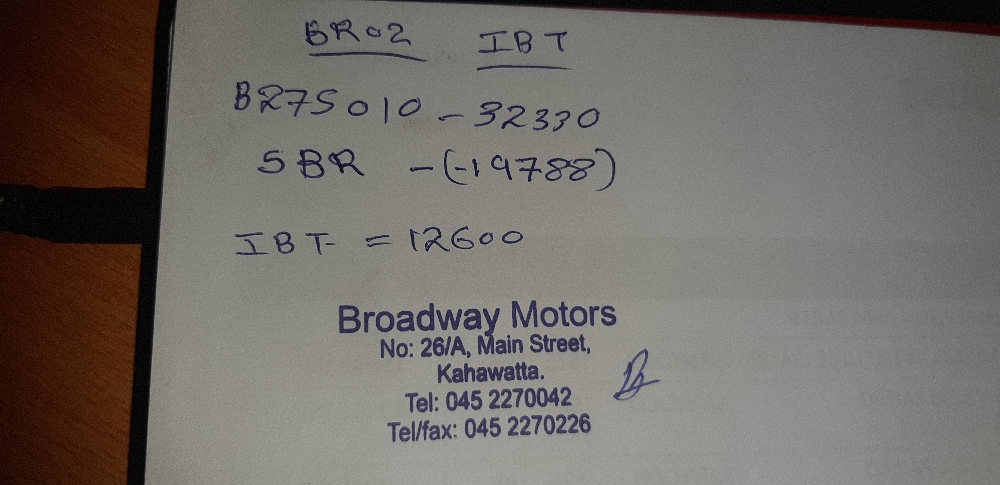 BR02 IBT
B275010 - 32330
SBR - (-19788)
IBT = 12600
Broadway Motors
No: 26/A, Main Street,
Kahawatta.
Tel: 045 2270042
Tel/fax: 045 2270226